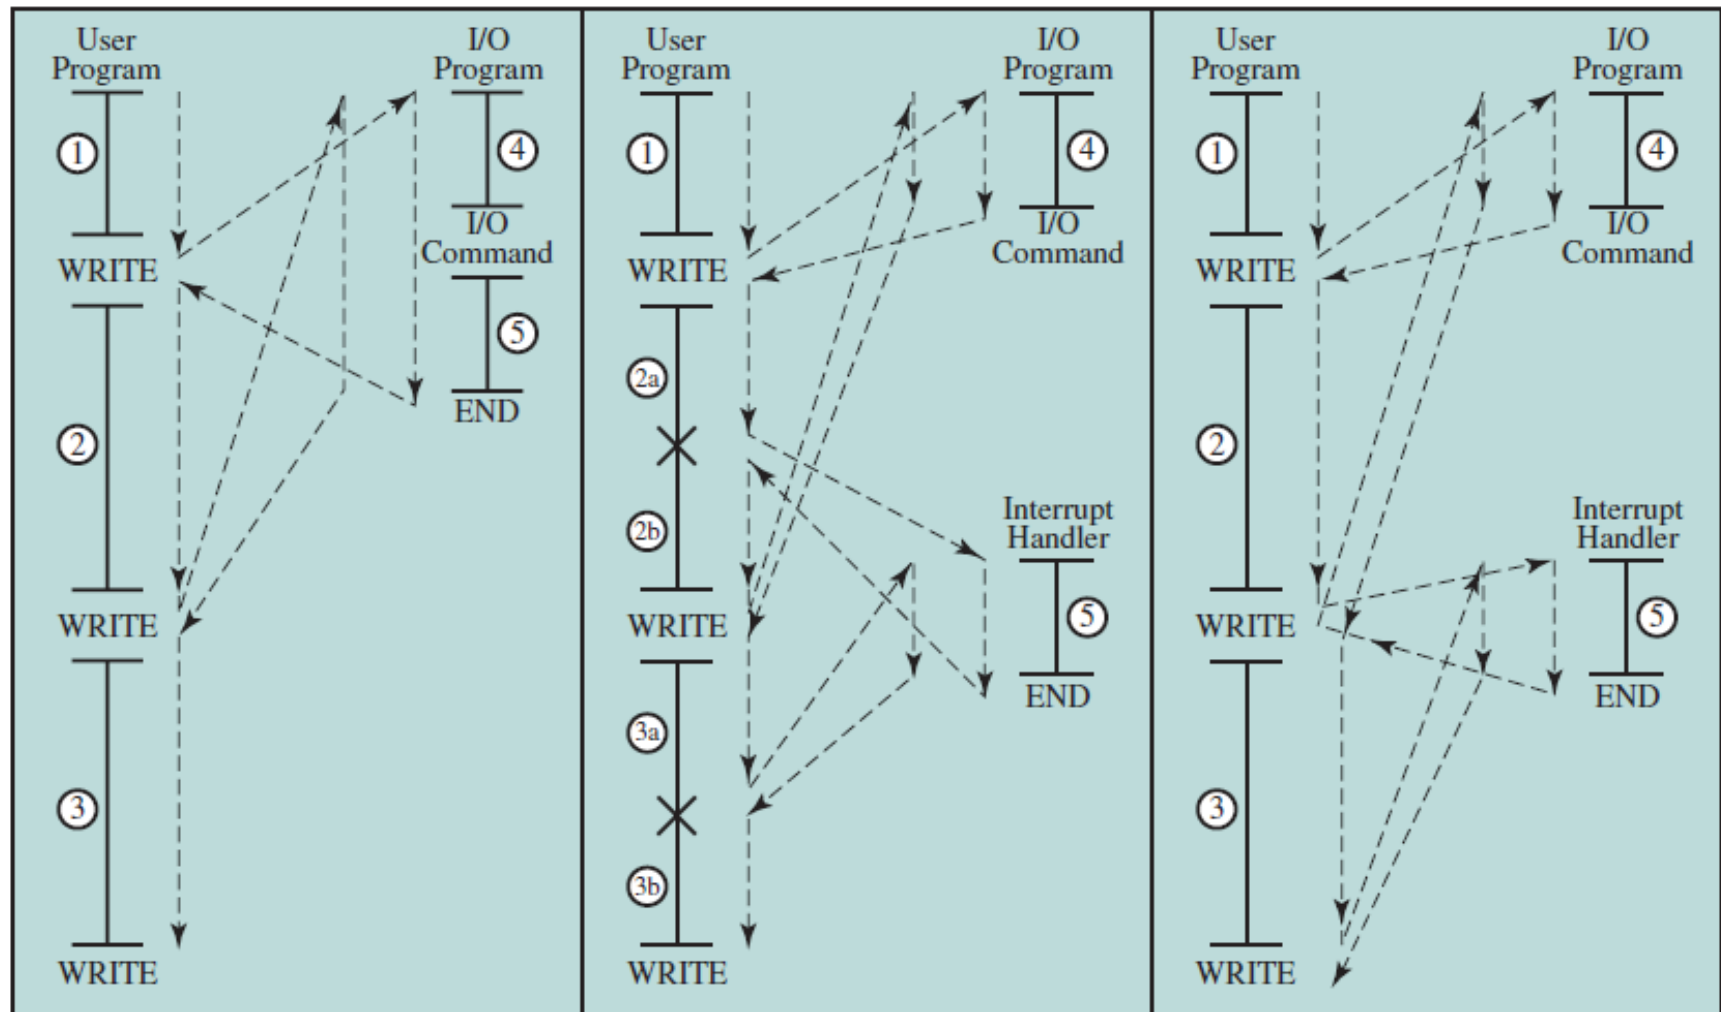 User
Program
I/O
Program
1
4
I/O
Command
WRITE
5
END
2
WRITE
3
WRITE
User
Program
I/O
Program
1
4
I/O
Command
WRITE
2a
2b
Interrupt
Handler
5
END
WRITE
3a
3b
WRITE
User
Program
I/O
Program
1
4
I/O
Command
WRITE
2
Interrupt
Handler
5
END
WRITE
3
WRITE